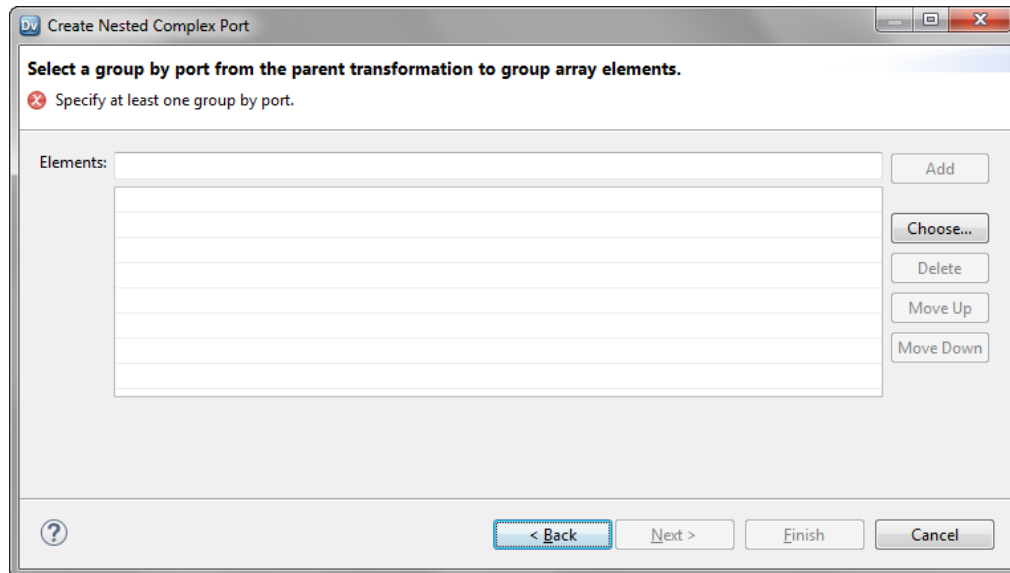 Dv Create Nested Complex Port
Select a group by port from the parent transformation to group array elements.
Specify at least one group by port.
Elements: Add
Choose...
Delete
Move Up
Move Down
? < Back Next > Finish Cancel